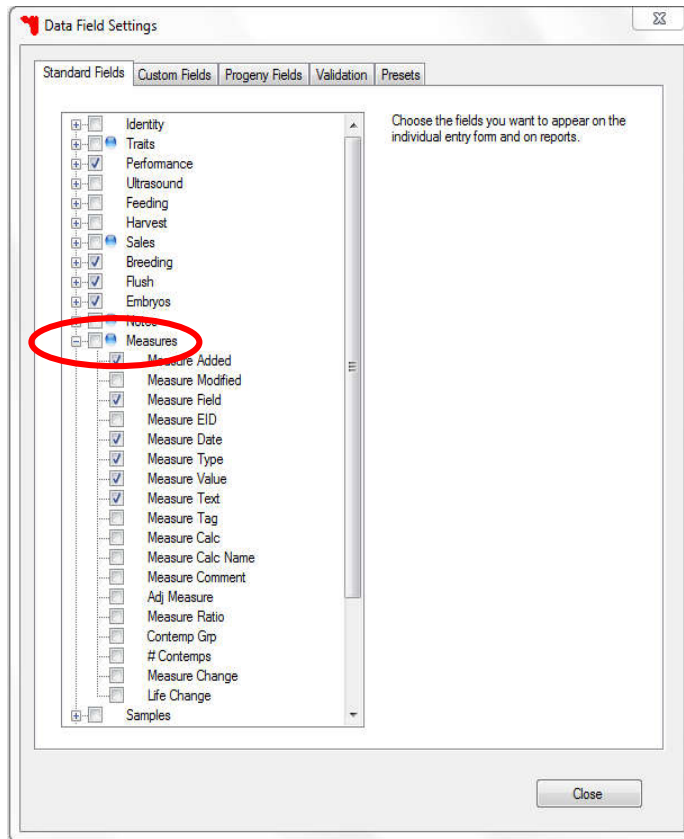 Data Field Settings
Standard Fields Custom Fields Progeny Fields Validation Presets
Identity
Traits
Performance
Ultrasound
Feeding
Harvest
Sales
Breeding
Flush
Embryos
Notes
Measures
Measure Added
Measure Modified
Measure Field
Measure EID
Measure Date
Measure Type
Measure Value
Measure Text
Measure Tag
Measure Calc
Measure Calc Name
Measure Comment
Adj Measure
Measure Ratio
Contemp Grp
# Contemps
Measure Change
Life Change
Samples
Choose the fields you want to appear on the
individual entry form and on reports.
Close